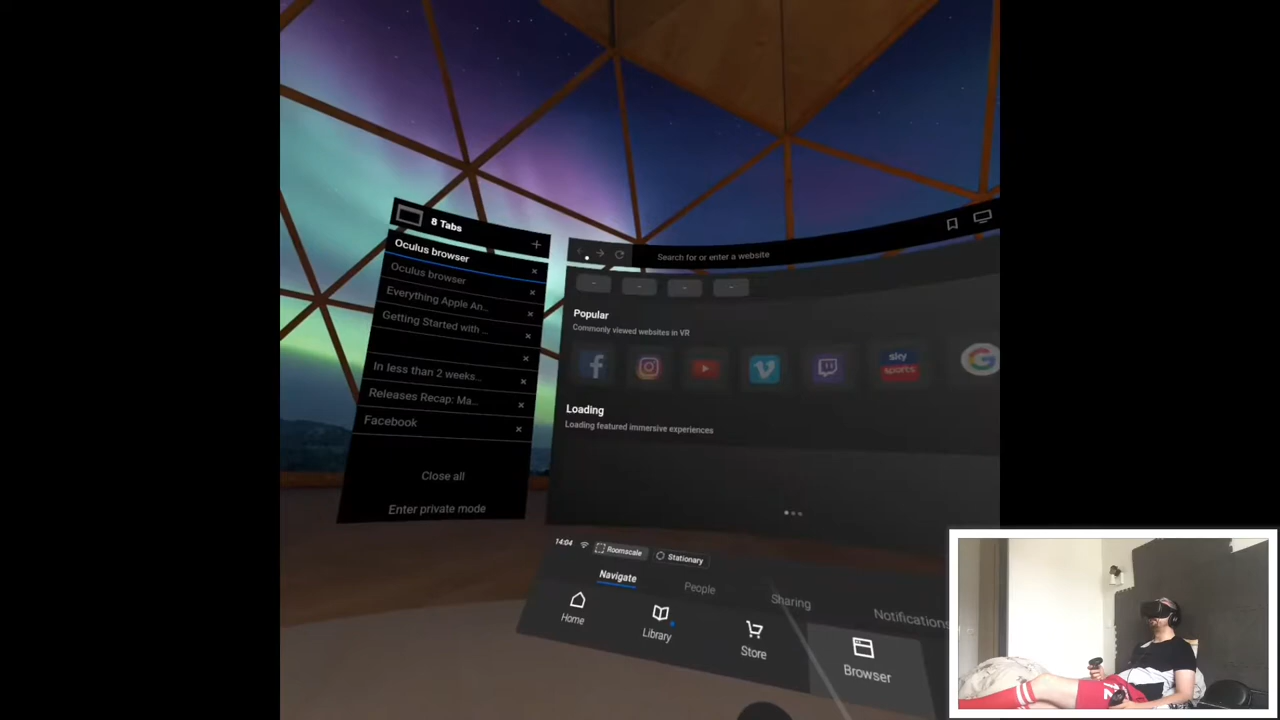 8 Tabs
Oculus browser
Oculus browser
Everything Apple An...
Getting Started with ...
In less than 2 weeks...
Releases Recap: Ma...
Facebook
Close all
Enter private mode
Search for or enter a website
Popular
Commonly viewed websites in VR
sky
sports
Loading
Loading featured immersive experiences
14:04
Roomscale
Stationary
Navigate
People
Sharing
Notifications
Home
Library
Store
Browser